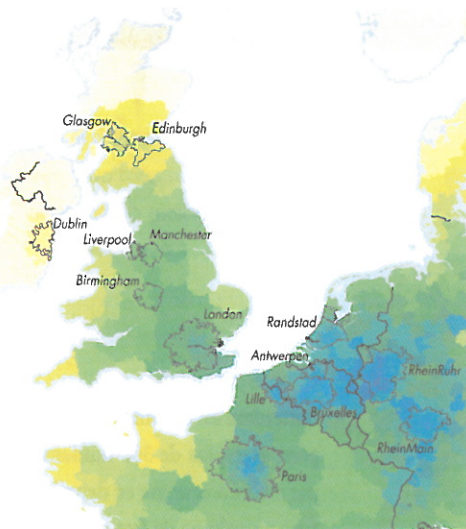 Glasgow
Edinburgh
Dublin
Liverpool
Manchester
Birmingham
London
Randstad
Antwerpen
RheinRuhr
Lille
Bruxelles
RheinMain
Paris